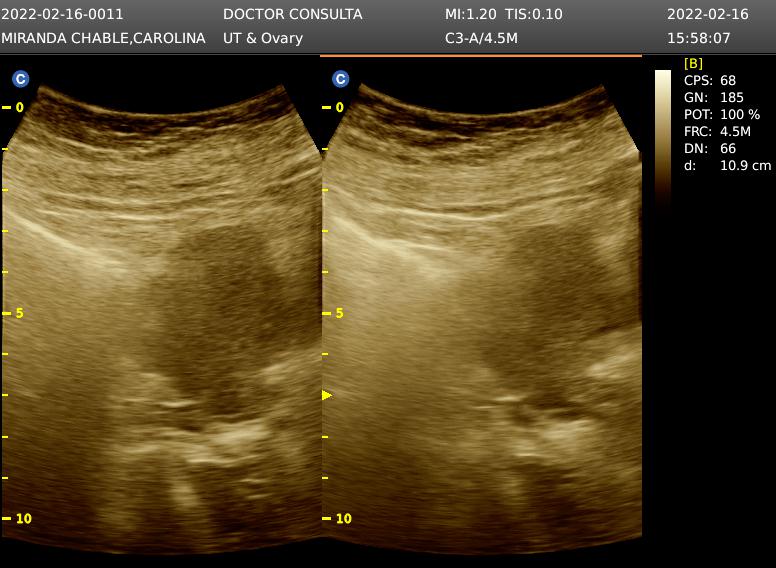 2022-02-16-0011 DOCTOR CONSULTA MI:1.20 TIS:0.10 2022-02-16
MIRANDA CHABLE,CAROLINA UT & Ovary C3-A/4.5M 15:58:07
[B]
CPS: 68
GN: 185
POT: 100 %
FRC: 4.5M
DN: 66
d: 10.9 cm
C C
0 0
5 5
10 10